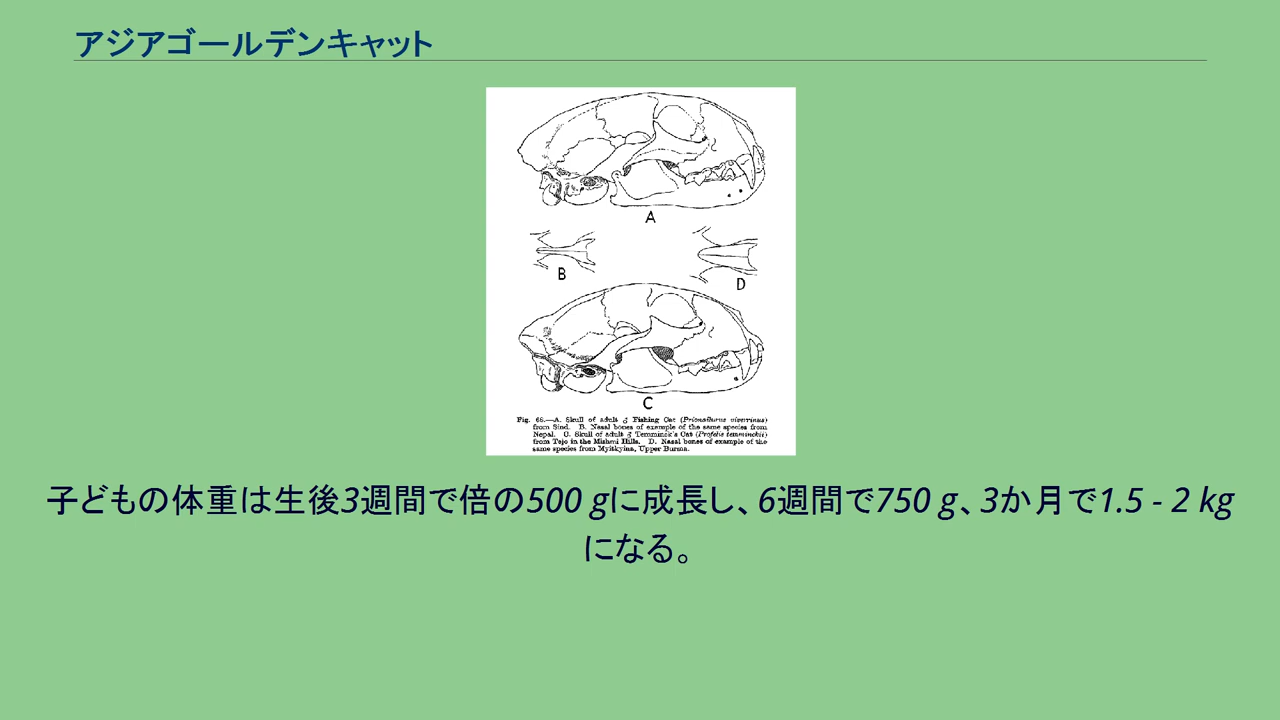 アジアゴールデンキャット
A
B
D
C
Fig. 66.—A. Skull of adult ♂ Fishing Cat (Prionailurus viverrinus)
from Sind. B. Nasal bones of example of the same species from
Nepal. C. Skull of adult ♂ Temminck's Cat (Profelis temminckii)
from Tejo in the Mishmi Hills. D. Nasal bones of example of the
same species from Myitkyina, Upper Burma.
子どもの体重は生後3週間で倍の500 gに成長し、6週間で750 g、3か月で1.5 - 2 kg
になる。